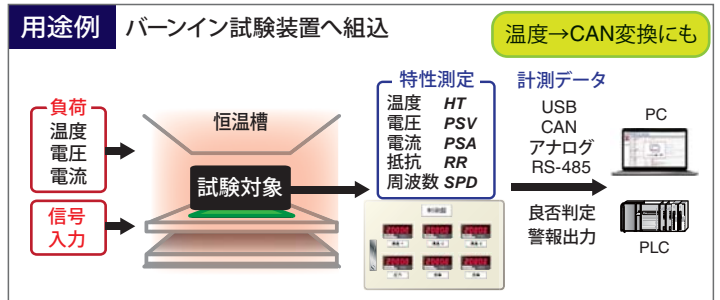 用途例 バーンイン試験装置へ組込
温度→CAN変換にも
負荷
温度
電圧
電流
信号
入力
恒温槽
試験対象
特性測定
温度 HT
電圧 PSV
電流 PSA
抵抗 RR
周波数 SPD
計測データ
USB
CAN
アナログ
RS-485
良否判定
警報出力
PC
PLC